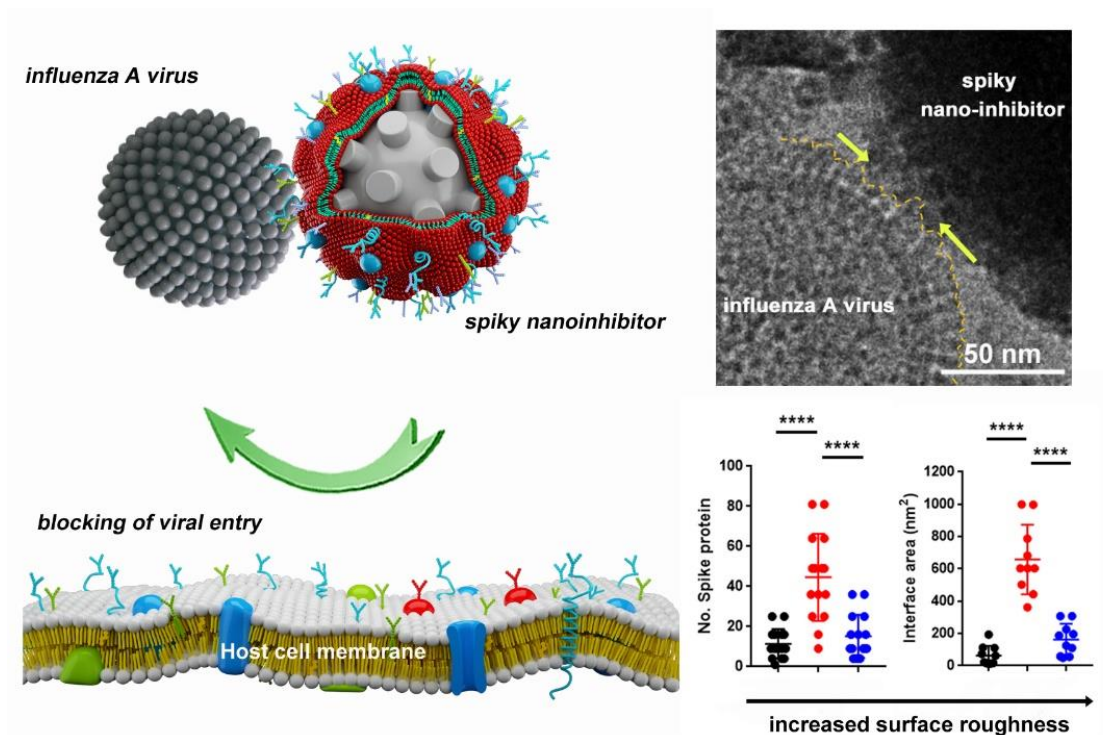 influenza A virus
spiky nanoinhibitor
spiky
nano-inhibitor
influenza A virus
50 nm
blocking of viral entry
Host cell membrane
**** ****
No. Spike protein
100
80
60
40
20
0
**** ****
Interface area (nm²)
1200
1000
800
600
400
200
0
increased surface roughness